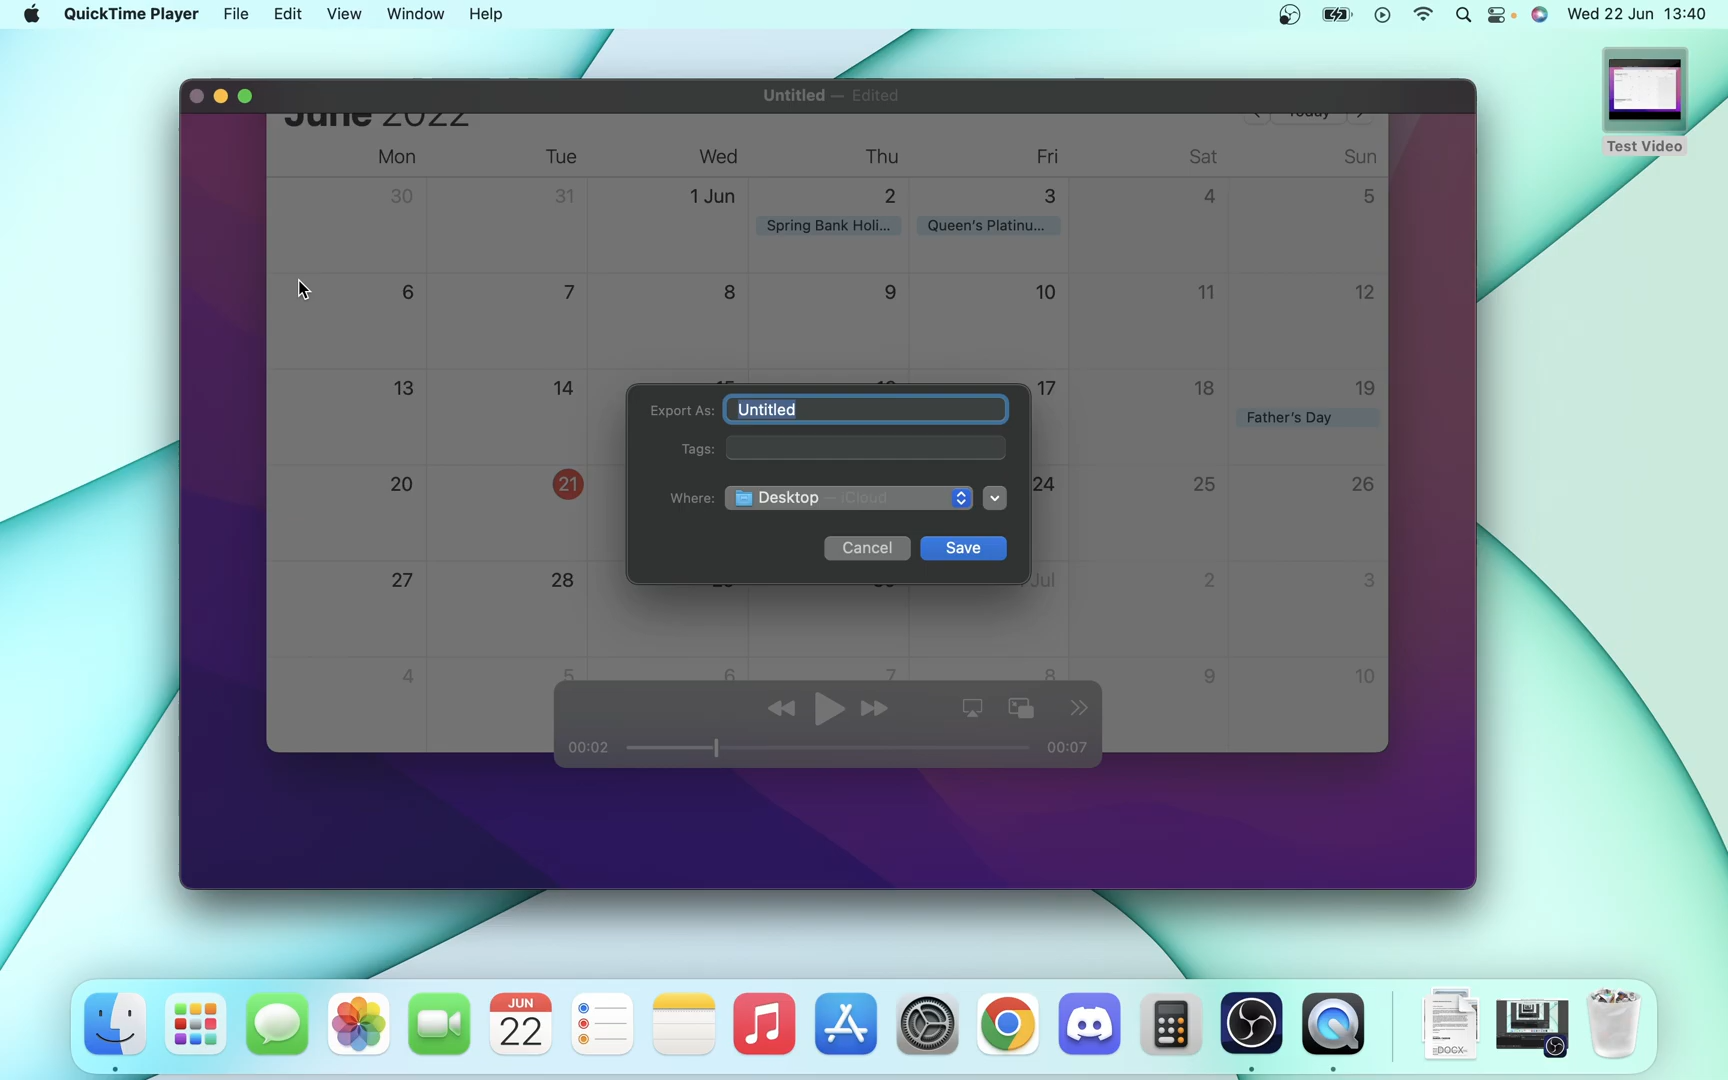 QuickTime Player File Edit View Window Help Wed 22 Jun 13:40
Test Video
Untitled — Edited
June 2022 Today
Mon Tue Wed Thu Fri Sat Sun
30 31 1 Jun 2 3 4 5
Spring Bank Holi... Queen's Platinu...
6 7 8 9 10 11 12
13 14 17 18 19
Father's Day
20 21 24 25 26
27 28 Jul 2 3
4 5 6 7 8 9 10
Export As: Untitled
Tags:
Where: Desktop — iCloud
Cancel Save
00:02 00:07
JUN
22
DOCX